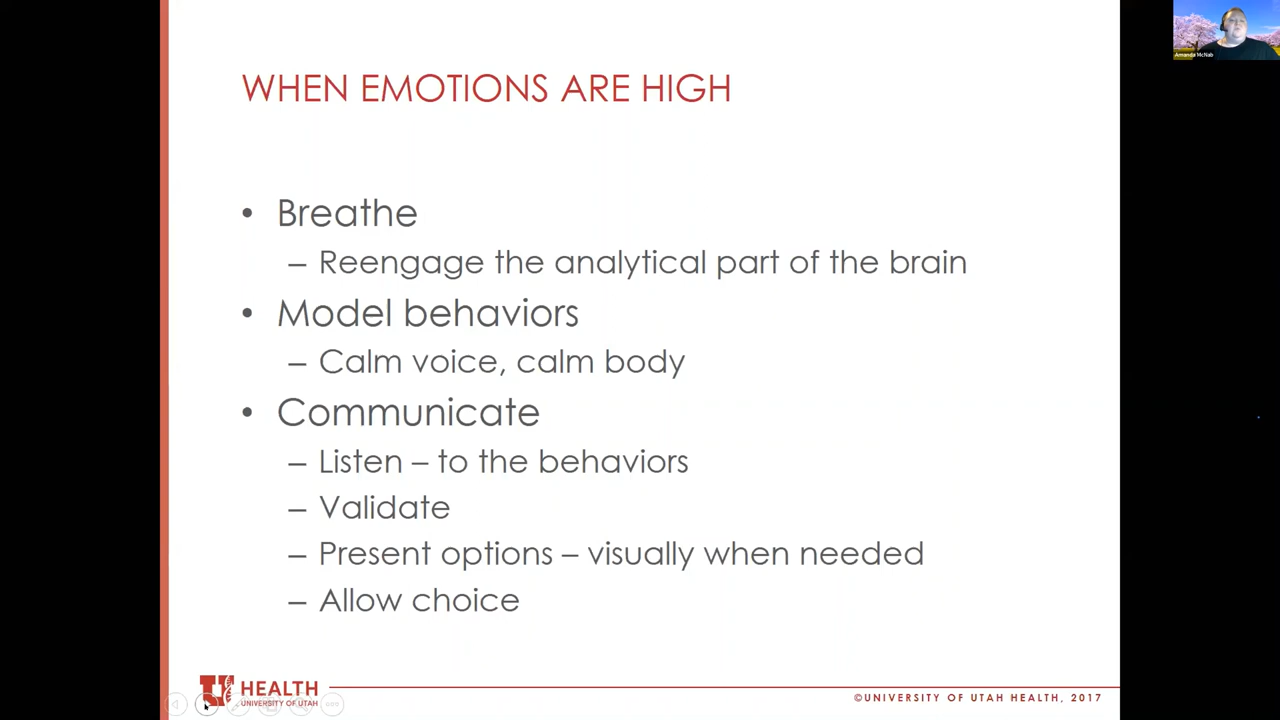 Amanda McNab
WHEN EMOTIONS ARE HIGH
• Breathe
– Reengage the analytical part of the brain
• Model behaviors
– Calm voice, calm body
• Communicate
– Listen – to the behaviors
– Validate
– Present options – visually when needed
– Allow choice
U HEALTH
UNIVERSITY OF UTAH
©UNIVERSITY OF UTAH HEALTH, 2017